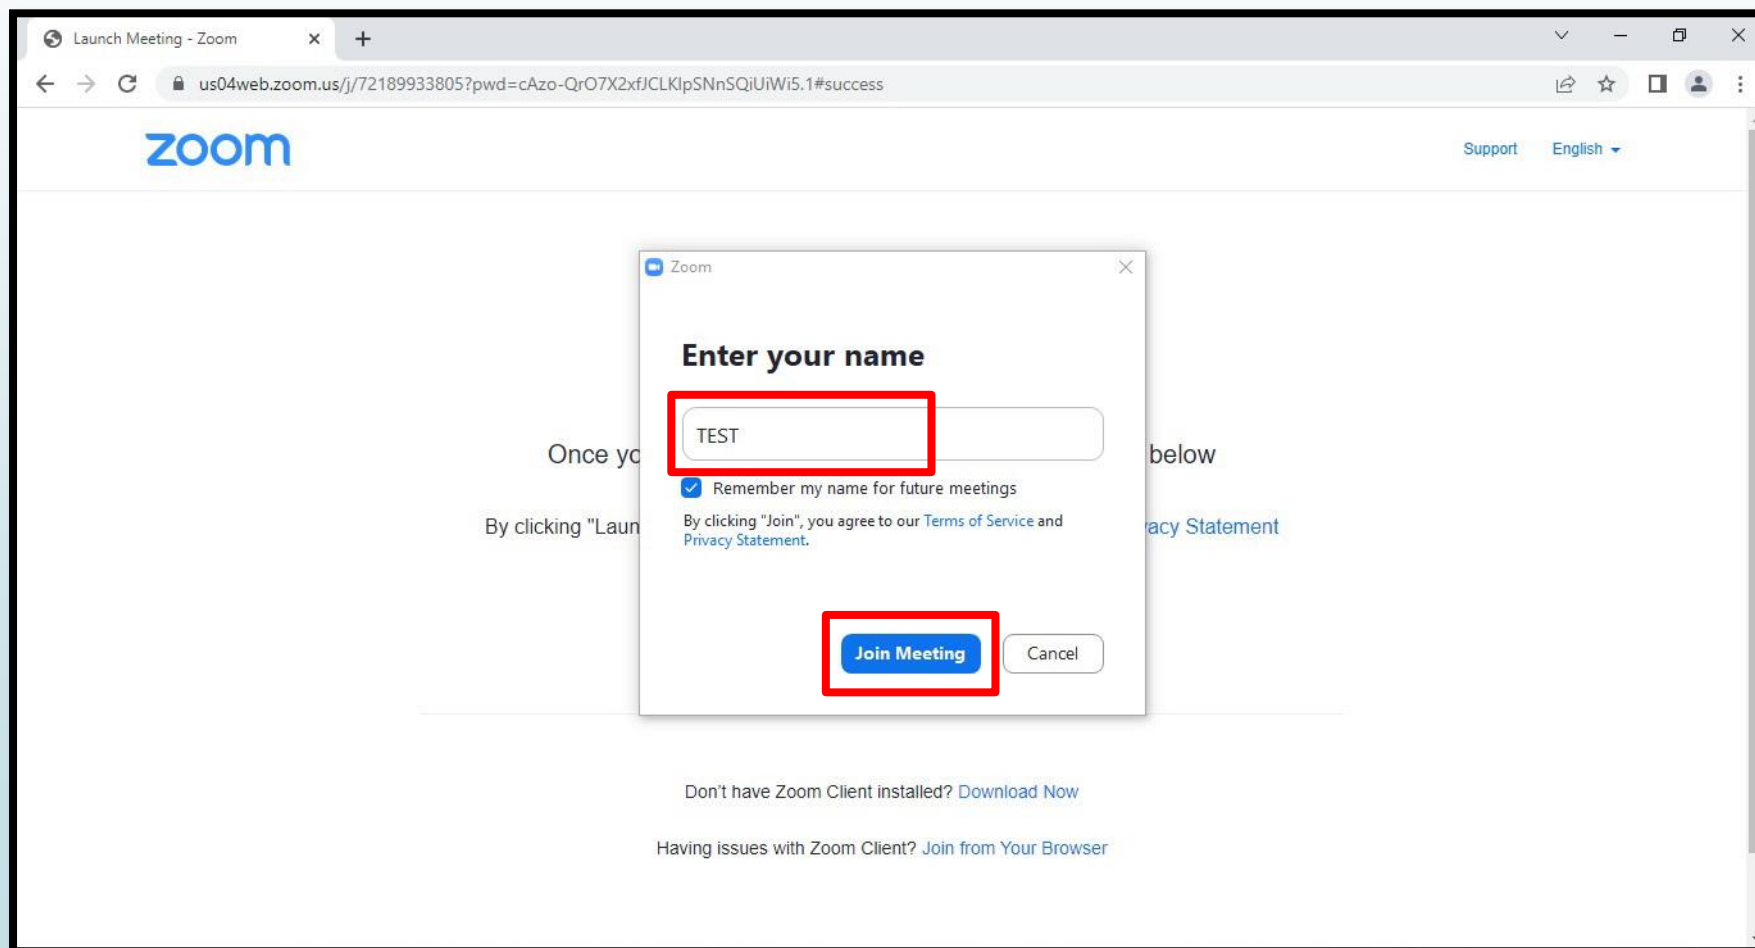 Launch Meeting - Zoom
us04web.zoom.us/j/72189933805?pwd=cAzo-QrO7X2xfJCLKIpSNnSQiUiWi5.1#success
zoom
Support English
Zoom
Enter your name
TEST
Once yo below
Remember my name for future meetings
By clicking "Join", you agree to our Terms of Service and
Privacy Statement.
By clicking "Laun acy Statement
Join Meeting Cancel
Don't have Zoom Client installed? Download Now
Having issues with Zoom Client? Join from Your Browser